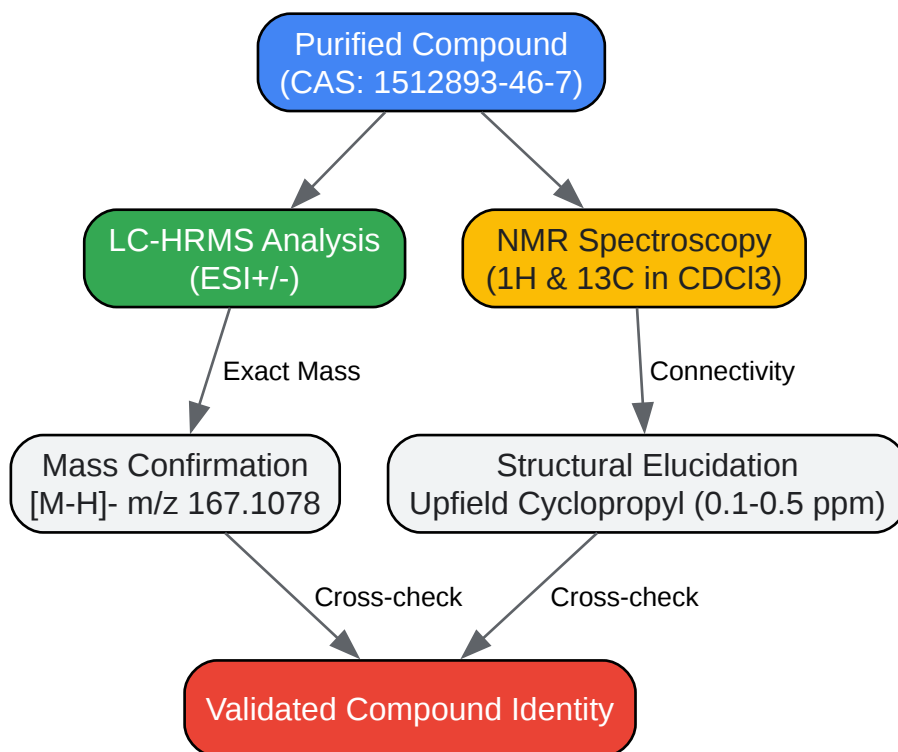 Purified Compound
(CAS: 1512893-46-7)
LC-HRMS Analysis
(ESI+/-)
NMR Spectroscopy
(1H & 13C in CDCl3)
Exact Mass
Connectivity
Mass Confirmation
[M-H]- m/z 167.1078
Structural Elucidation
Upfield Cyclopropyl (0.1-0.5 ppm)
Cross-check
Cross-check
Validated Compound Identity